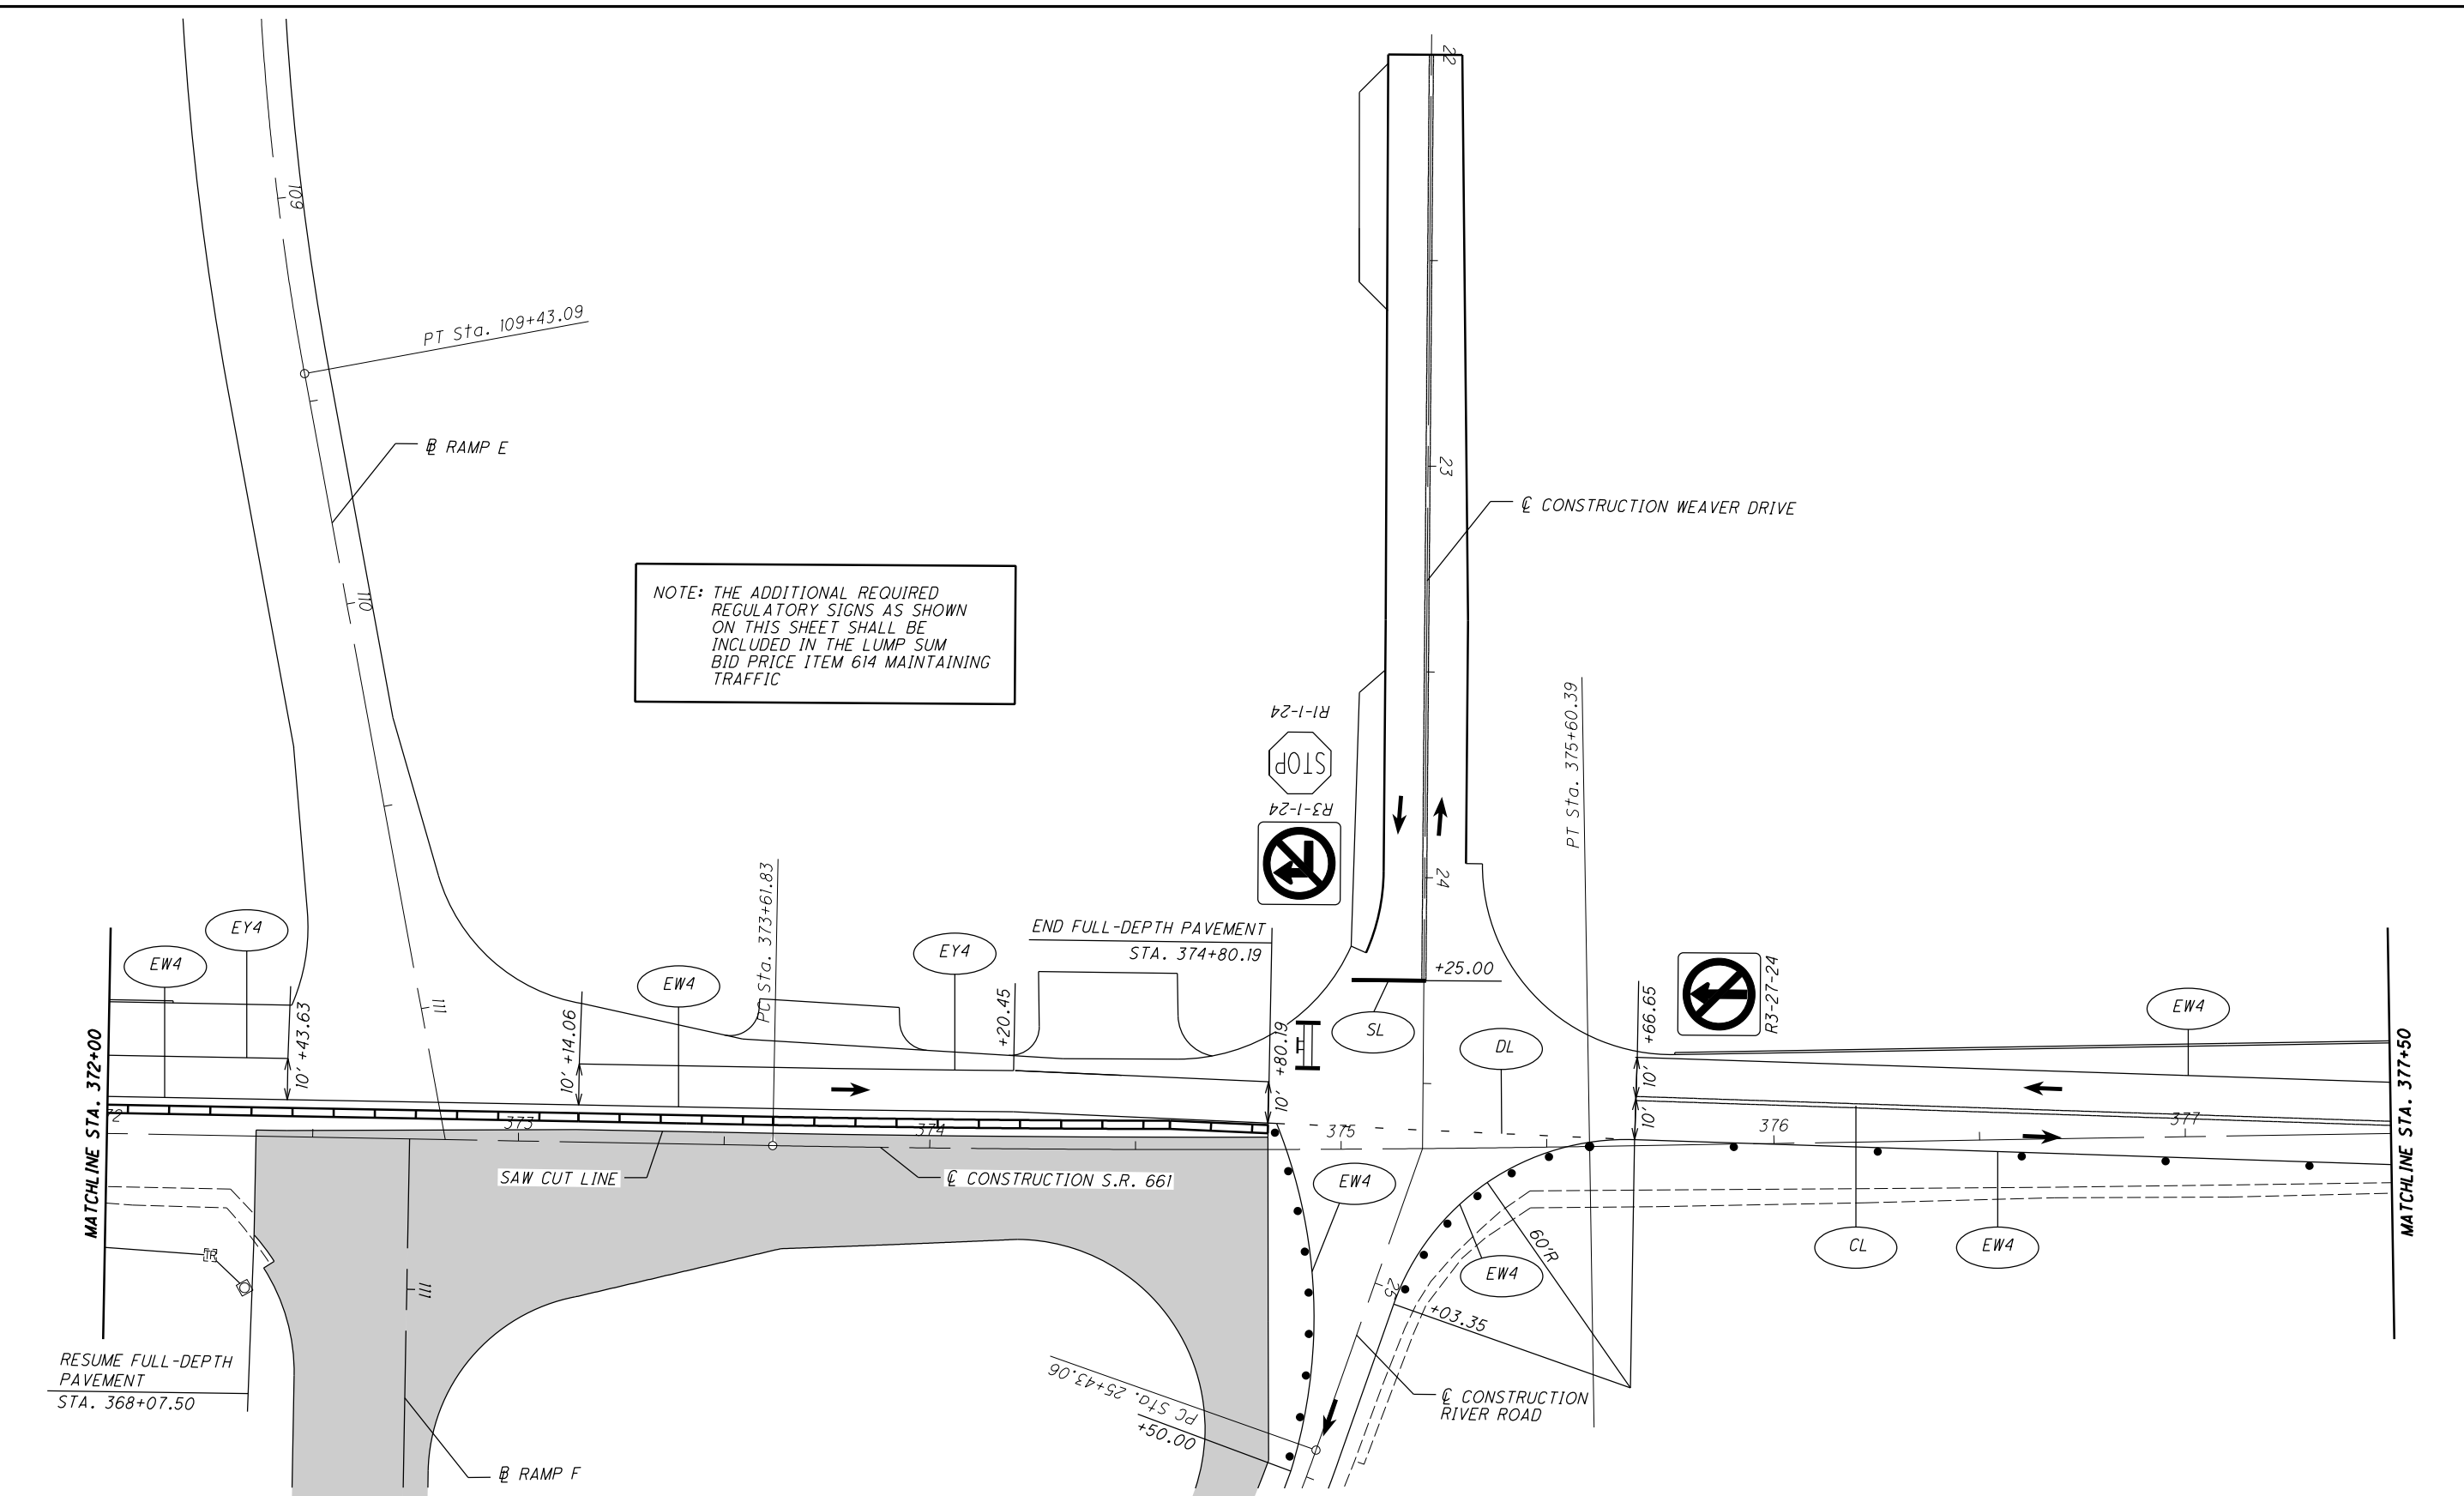 22
109
PT Sta. 109+43.09
℄ RAMP E
23
℄ CONSTRUCTION WEAVER DRIVE
NOTE: THE ADDITIONAL REQUIRED
REGULATORY SIGNS AS SHOWN
ON THIS SHEET SHALL BE
INCLUDED IN THE LUMP SUM
BID PRICE ITEM 614 MAINTAINING
TRAFFIC
110
R1-1-24
STOP
R3-1-24
PT Sta. 375+60.39
24
PC Sta. 373+61.83
EY4
EW4
END FULL-DEPTH PAVEMENT
STA. 374+80.19
EY4
EW4
+25.00
R3-27-24
EW4
111
10' +43.63
10' +14.06
+20.45
10' +80.19
SL
DL
+66.65
10'
10'
MATCHLINE STA. 372+00
MATCHLINE STA. 377+50
72
373
374
375
376
377
SAW CUT LINE
℄ CONSTRUCTION S.R. 661
EW4
TR
111
25
EW4
60'R
CL
EW4
+03.35
RESUME FULL-DEPTH
PAVEMENT
STA. 368+07.50
PC Sta. 25+43.06
+50.00
℄ CONSTRUCTION
RIVER ROAD
℄ RAMP F